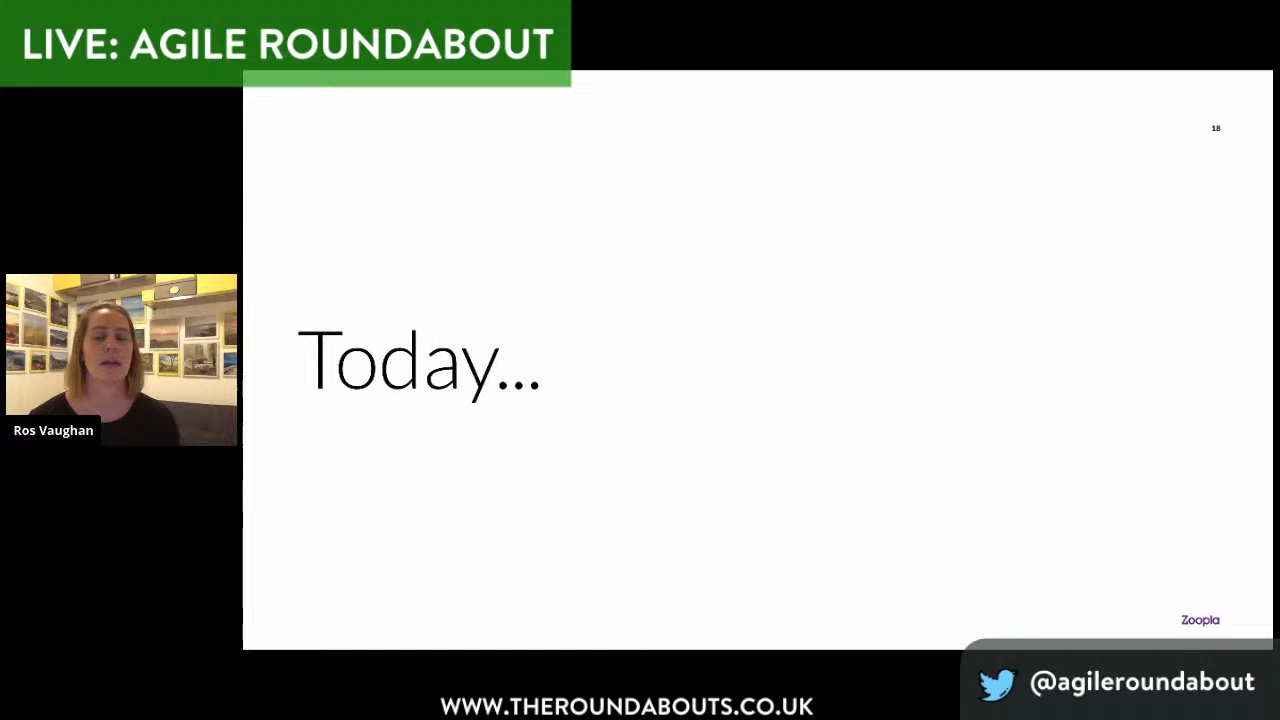 LIVE: AGILE ROUNDABOUT
18
Today...
Ros Vaughan
Zoopla
@agileroundabout
WWW.THEROUNDABOUTS.CO.UK